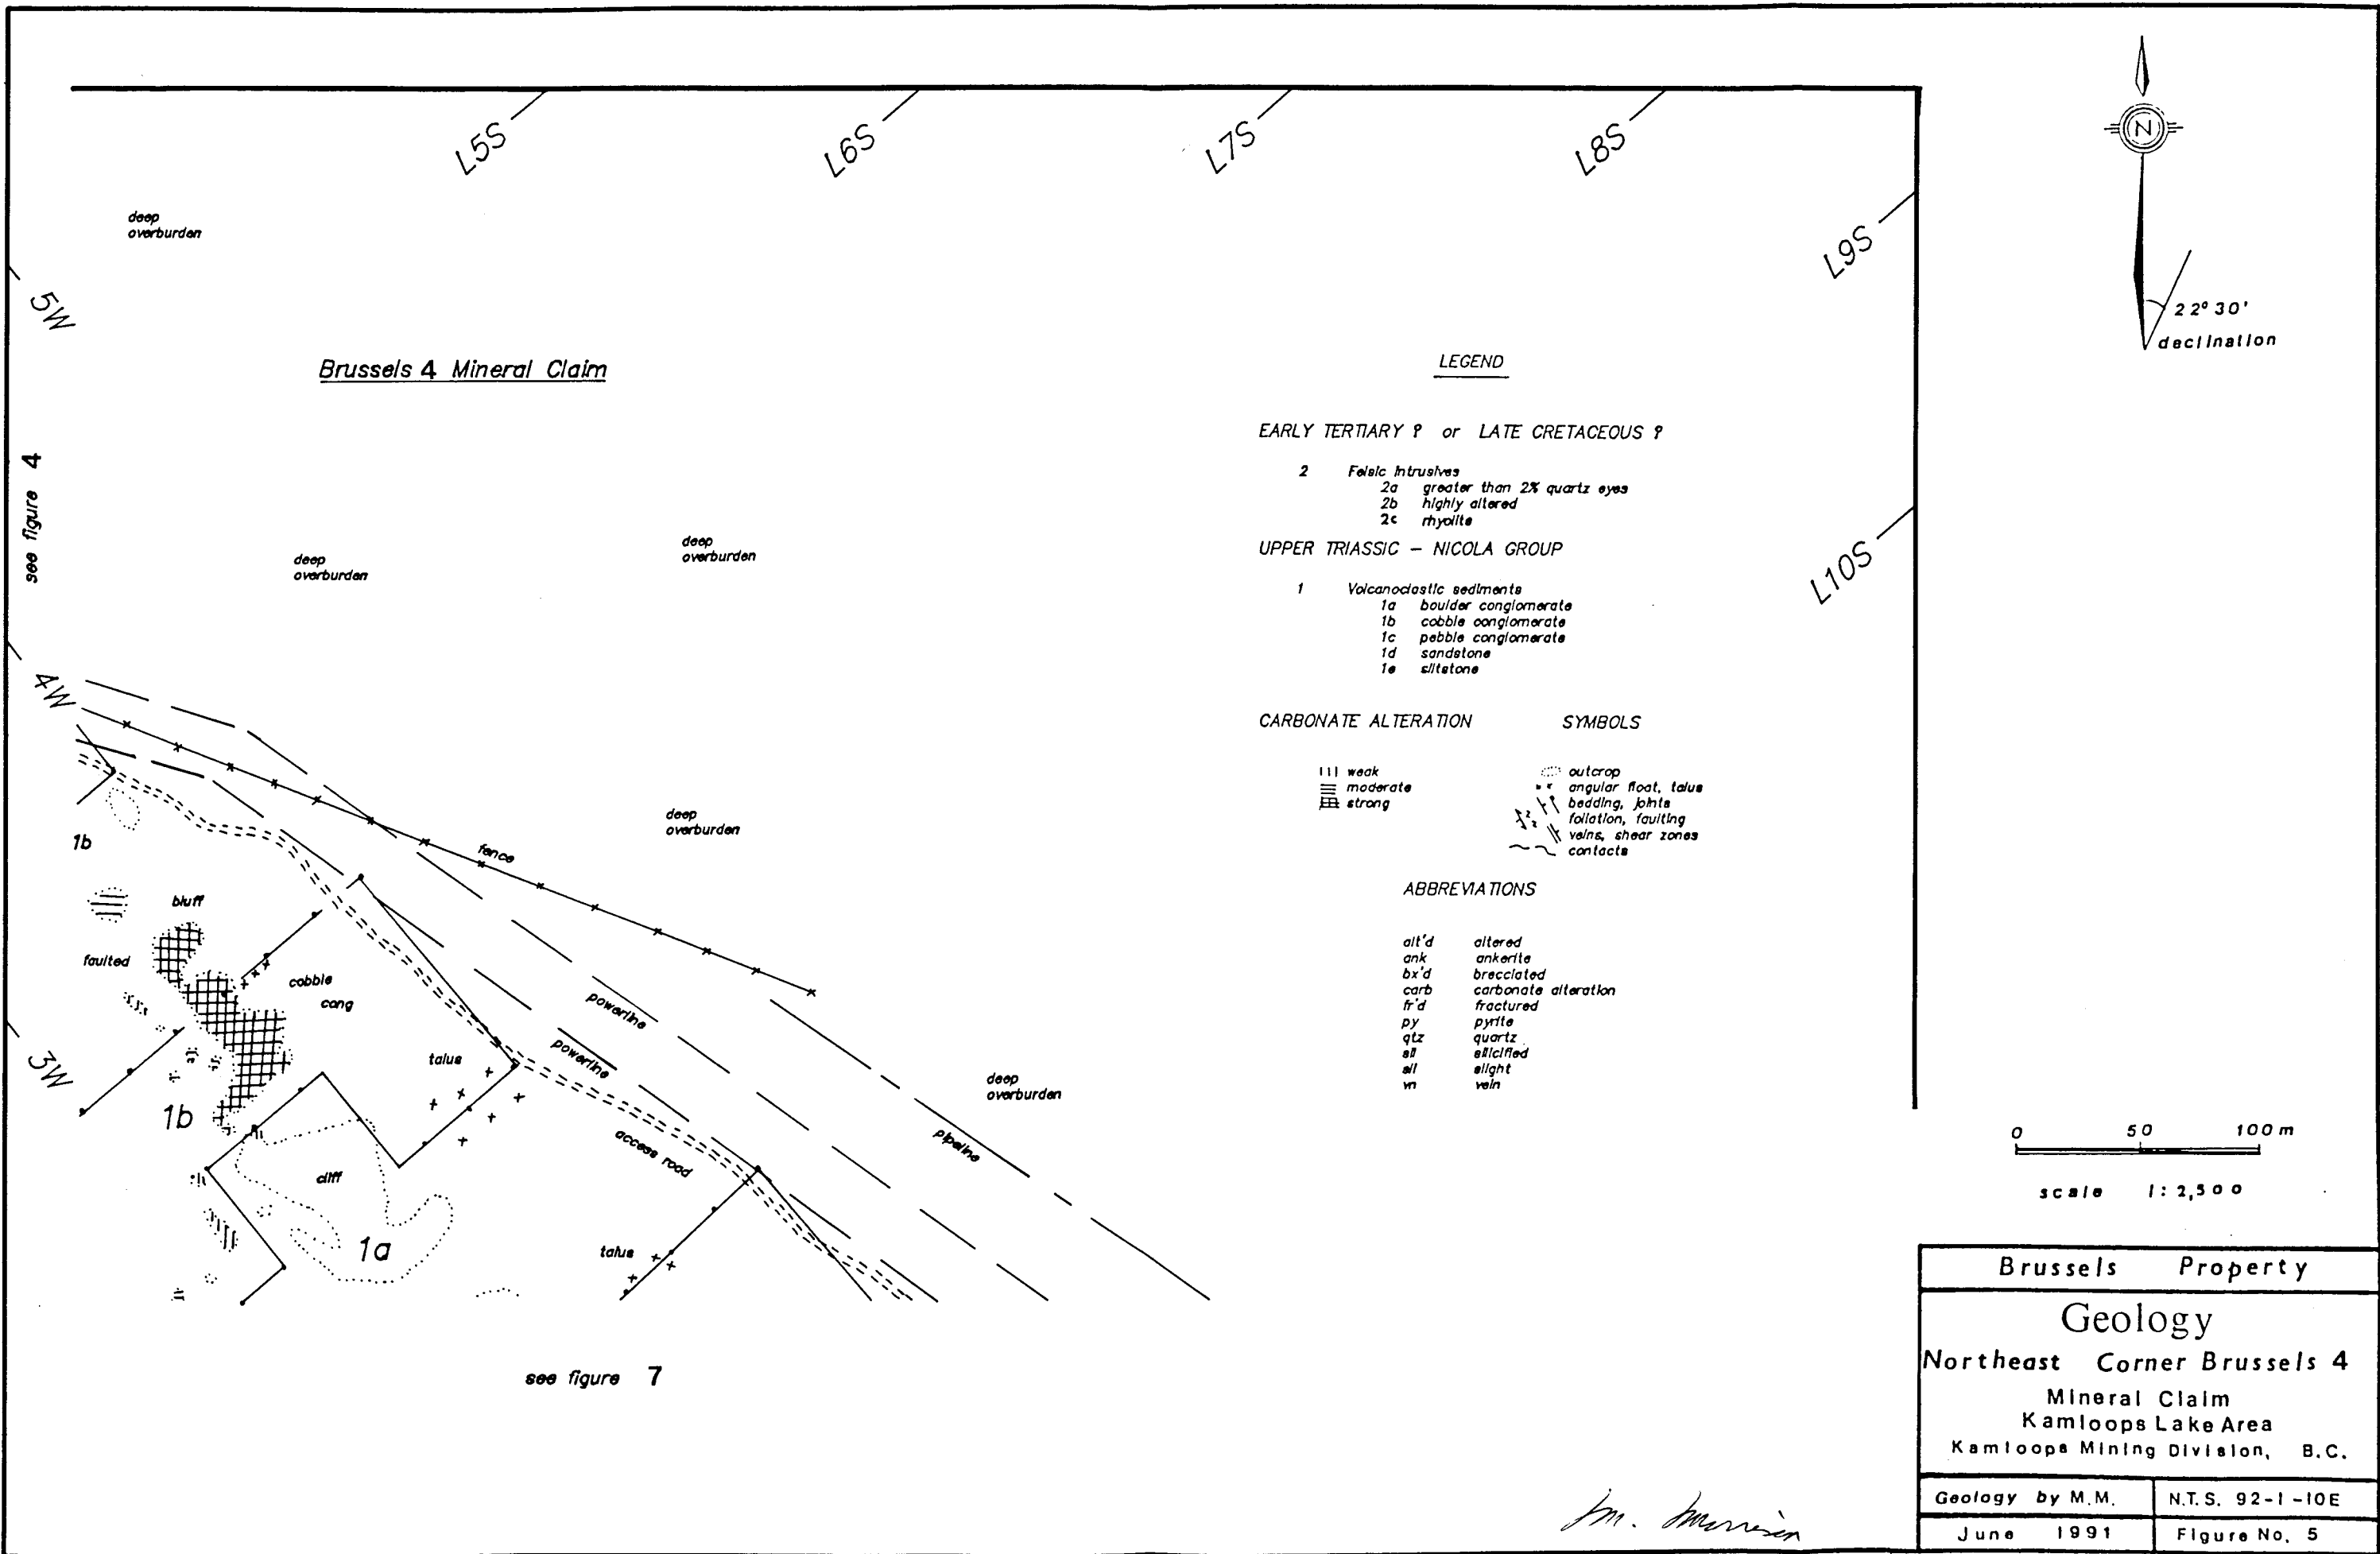 L5S
L6S
L7S
L8S
L9S
L10S
5W
4W
3W
deep
overburden
Brussels 4 Mineral Claim
see figure 4
deep
overburden
deep
overburden
deep
overburden
deep
overburden
fence
powerline
powerline
pipeline
access road
1b
bluff
faulted
cobble
cong
talus
1b
cliff
1a
talus
see figure 7
LEGEND
EARLY TERTIARY ? or LATE CRETACEOUS ?
2 Felsic Intrusives
2a greater than 2% quartz eyes
2b highly altered
2c rhyolite
UPPER TRIASSIC - NICOLA GROUP
1 Volcanoclastic sediments
1a boulder conglomerate
1b cobble conglomerate
1c pebble conglomerate
1d sandstone
1e siltstone
CARBONATE ALTERATION
weak
moderate
strong
SYMBOLS
outcrop
angular float, talus
bedding, joints
foliation, faulting
veins, shear zones
contacts
ABBREVIATIONS
alt'd altered
ank ankerite
bx'd brecciated
carb carbonate alteration
fr'd fractured
py pyrite
qtz quartz
sil silicified
sli slight
vn vein
N
22° 30'
declination
0 50 100 m
scale 1: 2,500
Brussels Property
Geology
Northeast Corner Brussels 4
Mineral Claim
Kamloops Lake Area
Kamloops Mining Division, B.C.
Geology by M.M.
N.T.S. 92-I-10E
June 1991
Figure No. 5
M. Morrison